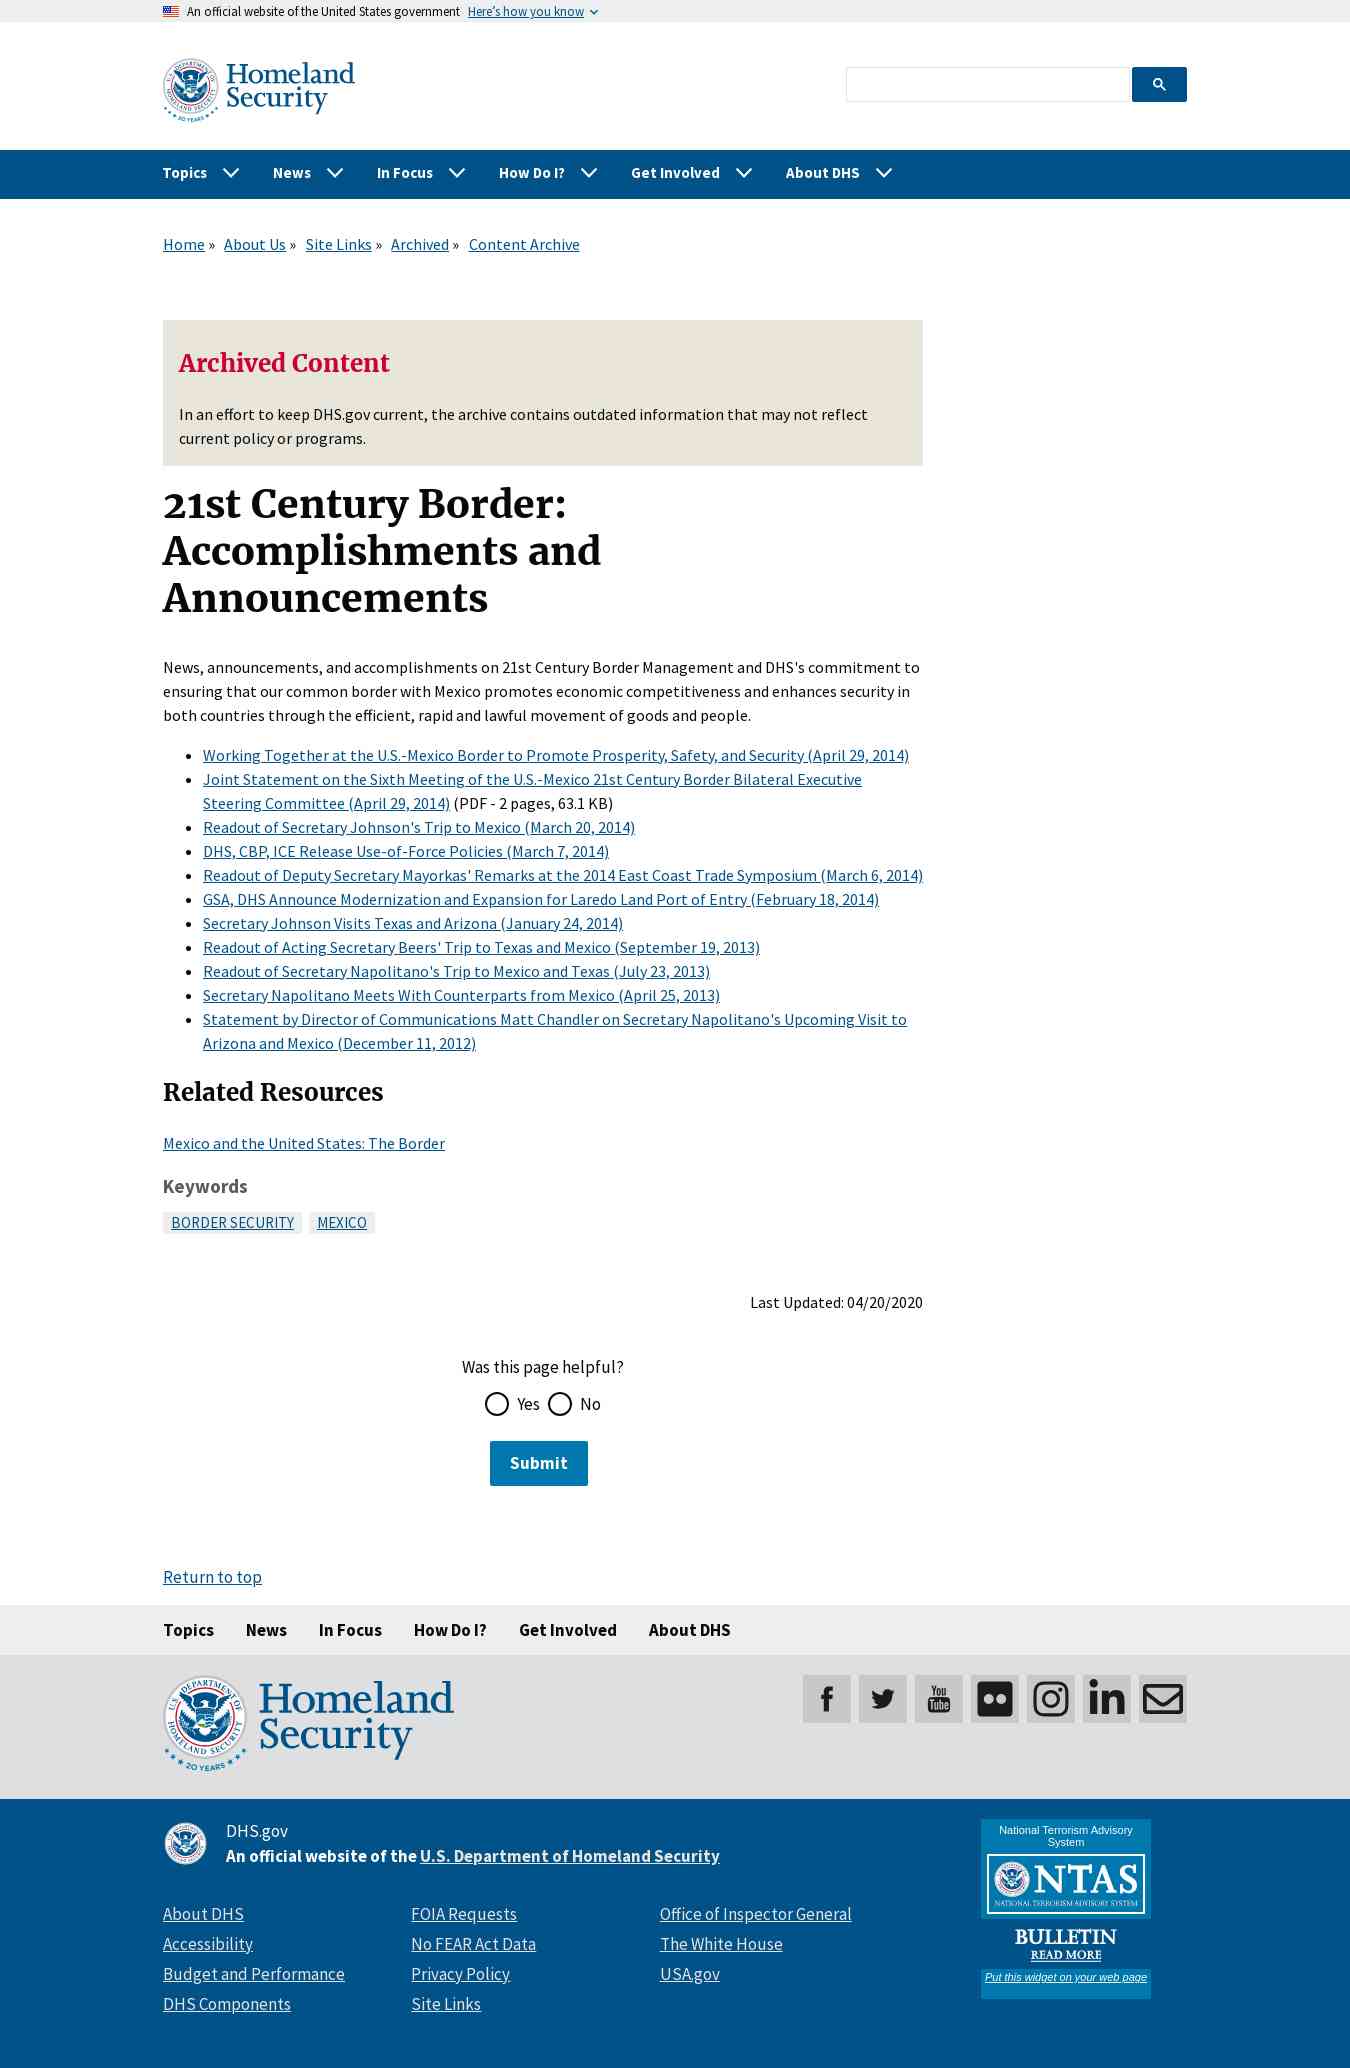 An official website of the United States government Here's how you know
U.S. DEPARTMENT OF HOMELAND SECURITY
20 YEARS
Homeland
Security
Topics News In Focus How Do I? Get Involved About DHS
Home » About Us » Site Links » Archived » Content Archive
Archived Content
In an effort to keep DHS.gov current, the archive contains outdated information that may not reflect
current policy or programs.
21st Century Border:
Accomplishments and
Announcements
News, announcements, and accomplishments on 21st Century Border Management and DHS's commitment to
ensuring that our common border with Mexico promotes economic competitiveness and enhances security in
both countries through the efficient, rapid and lawful movement of goods and people.
Working Together at the U.S.-Mexico Border to Promote Prosperity, Safety, and Security (April 29, 2014)
Joint Statement on the Sixth Meeting of the U.S.-Mexico 21st Century Border Bilateral Executive
Steering Committee (April 29, 2014) (PDF - 2 pages, 63.1 KB)
Readout of Secretary Johnson's Trip to Mexico (March 20, 2014)
DHS, CBP, ICE Release Use-of-Force Policies (March 7, 2014)
Readout of Deputy Secretary Mayorkas' Remarks at the 2014 East Coast Trade Symposium (March 6, 2014)
GSA, DHS Announce Modernization and Expansion for Laredo Land Port of Entry (February 18, 2014)
Secretary Johnson Visits Texas and Arizona (January 24, 2014)
Readout of Acting Secretary Beers' Trip to Texas and Mexico (September 19, 2013)
Readout of Secretary Napolitano's Trip to Mexico and Texas (July 23, 2013)
Secretary Napolitano Meets With Counterparts from Mexico (April 25, 2013)
Statement by Director of Communications Matt Chandler on Secretary Napolitano's Upcoming Visit to
Arizona and Mexico (December 11, 2012)
Related Resources
Mexico and the United States: The Border
Keywords
BORDER SECURITY MEXICO
Last Updated: 04/20/2020
Was this page helpful?
Yes No
Submit
Return to top
Topics News In Focus How Do I? Get Involved About DHS
U.S. DEPARTMENT OF HOMELAND SECURITY
20 YEARS
Homeland
Security
You
Tube
in
DHS.gov
An official website of the U.S. Department of Homeland Security
About DHS FOIA Requests Office of Inspector General
Accessibility No FEAR Act Data The White House
Budget and Performance Privacy Policy USA.gov
DHS Components Site Links
National Terrorism Advisory
System
NTAS
NATIONAL TERRORISM ADVISORY SYSTEM
BULLETIN
READ MORE
Put this widget on your web page